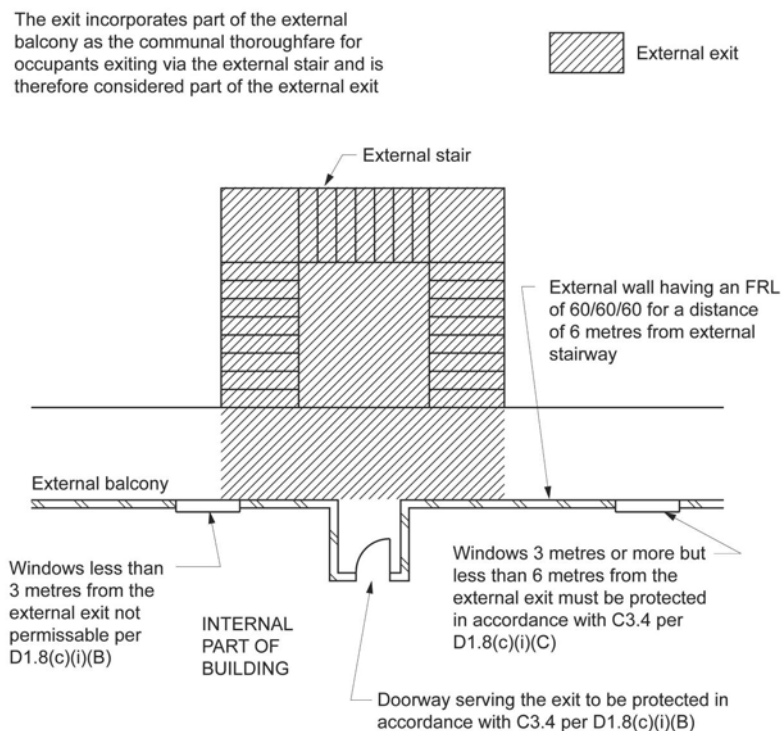 The exit incorporates part of the external
balcony as the communal thoroughfare for
occupants exiting via the external stair and is
therefore considered part of the external exit
External exit
External stair
External wall having an FRL
of 60/60/60 for a distance
of 6 metres from external
stairway
External balcony
Windows less than
3 metres from the
external exit not
permissable per
D1.8(c)(i)(B)
INTERNAL
PART OF
BUILDING
Windows 3 metres or more but
less than 6 metres from the
external exit must be protected
in accordance with C3.4 per
D1.8(c)(i)(C)
Doorway serving the exit to be protected in
accordance with C3.4 per D1.8(c)(i)(B)